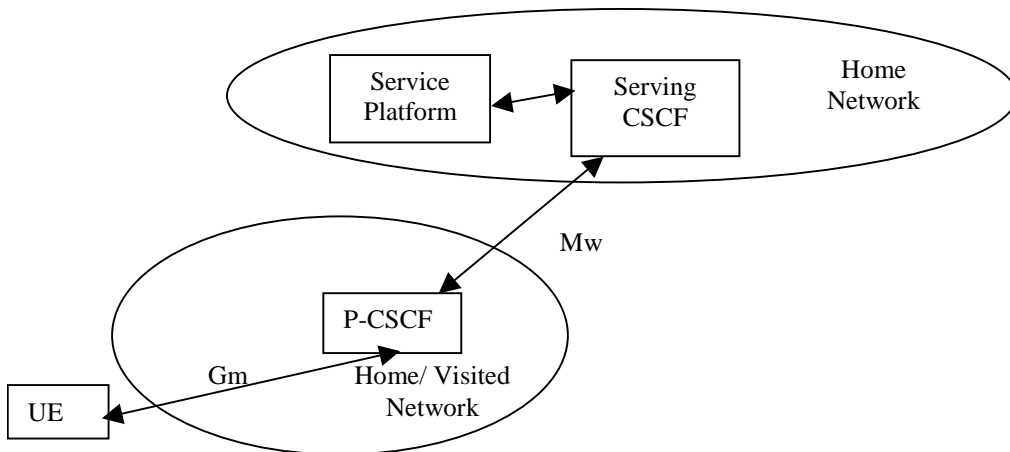 Service
Platform
Serving
CSCF
Home
Network
Mw
P-CSCF
Gm
Home/ Visited
Network
UE